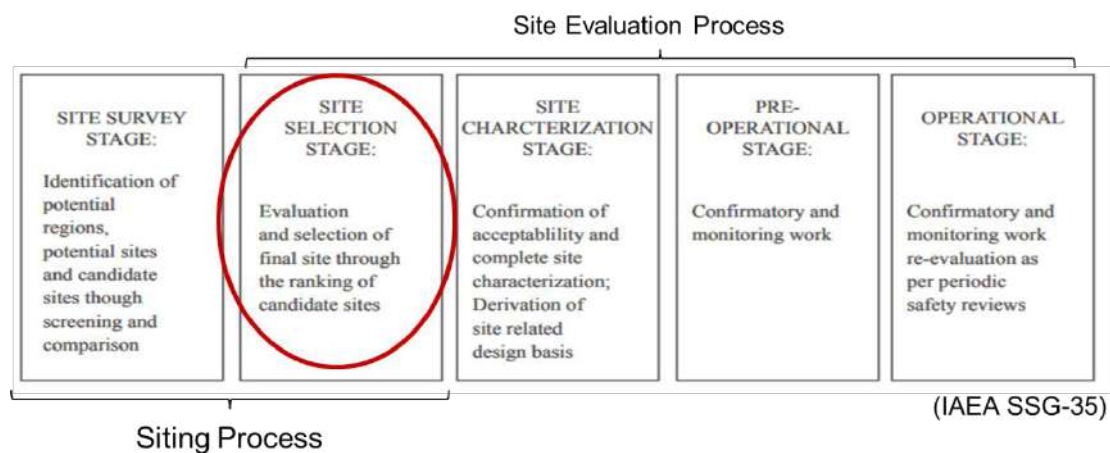 Site Evaluation Process
SITE SURVEY
STAGE:
Identification of
potential
regions,
potential sites
and candidate
sites though
screening and
comparison
SITE
SELECTION
STAGE:
Evaluation
and selection of
final site through
the ranking of
candidate sites
SITE
CHARCTERIZATION
STAGE:
Confirmation of
acceptablility and
complete site
characterization;
Derivation of
site related
design basis
PRE-
OPERATIONAL
STAGE:
Confirmatory and
monitoring work
OPERATIONAL
STAGE:
Confirmatory and
monitoring work
re-evaluation as
per periodic
safety reviews
(IAEA SSG-35)
Siting Process